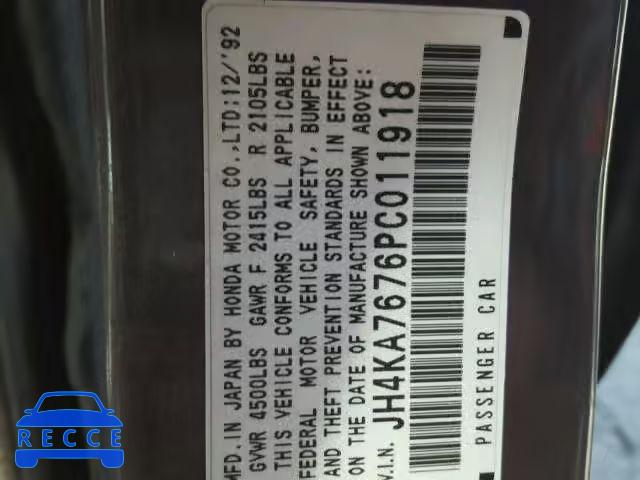 MFD. IN JAPAN BY HONDA MOTOR CO.,LTD:12/'92
GVWR 4500LBS GAWR F 2415LBS R 2105LBS
THIS VEHICLE CONFORMS TO ALL APPLICABLE
FEDERAL MOTOR VEHICLE SAFETY, BUMPER,
AND THEFT PREVENTION STANDARDS IN EFFECT
ON THE DATE OF MANUFACTURE SHOWN ABOVE:
V.I.N. JH4KA7676PC011918
PASSENGER CAR
RECCE